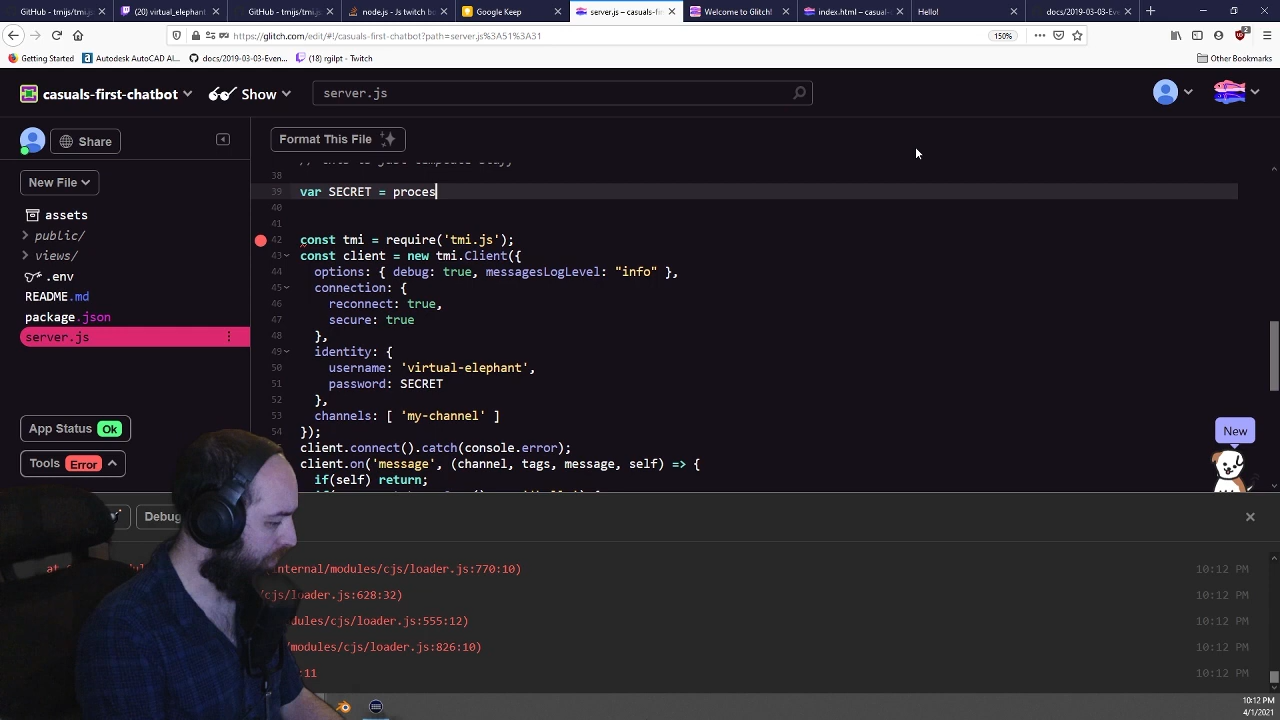 GitHub - tmijs/tmi.js
(20) virtual_elephant
GitHub - tmijs/tmi.js
node.js - Js twitch bo
Google Keep
server.js – casuals-fir
Welcome to Glitch!
index.html – casual
Hello!
docs/2019-03-03-Ev
https://glitch.com/edit/#!/casuals-first-chatbot?path=server.js%3A51%3A31
150%
Getting Started
Autodesk AutoCAD Al...
docs/2019-03-03-Even...
(18) rgilpt - Twitch
Other Bookmarks
casuals-first-chatbot
Show
server.js
Share
Format This File
New File
assets
public/
views/
.env
README.md
package.json
server.js
38
39 var SECRET = proces
40
41
42 const tmi = require('tmi.js');
43 const client = new tmi.Client({
44 options: { debug: true, messagesLogLevel: "info" },
45 connection: {
46 reconnect: true,
47 secure: true
48 },
49 identity: {
50 username: 'virtual-elephant',
51 password: SECRET
52 },
53 channels: [ 'my-channel' ]
54 });
client.connect().catch(console.error);
client.on('message', (channel, tags, message, self) => {
if(self) return;
App Status Ok
Tools Error
New
Debug
internal/modules/cjs/loader.js:770:10) 10:12 PM
/cjs/loader.js:628:32) 10:12 PM
dules/cjs/loader.js:555:12) 10:12 PM
/modules/cjs/loader.js:826:10) 10:12 PM
:11 10:12 PM
10:12 PM
4/1/2021